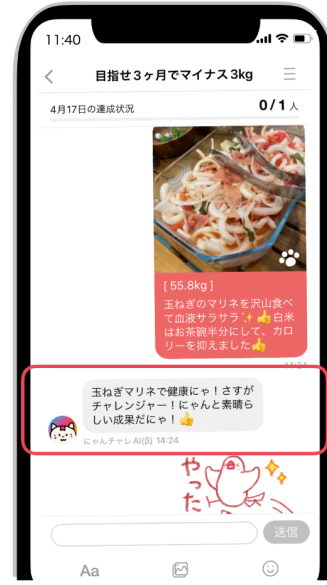 11:40
目指せ3ヶ月でマイナス3kg
4月17日の達成状況
0/1人
[ 55.8kg ]
玉ねぎのマリネを沢山食べ
て血液サラサラ✨👍白米
はお茶碗半分にして、カロ
リーを抑えました👍
14:24
玉ねぎマリネで健康にゃ！さすが
チャレンジャー！にゃんと素晴ら
しい成果だにゃ！👍
にゃんチャレAI(β) 14:24
やった
送信
Aa